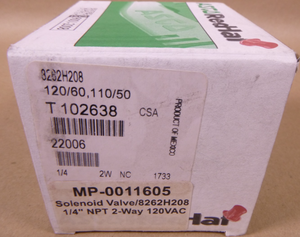 RedHat
8262H208
120/60,110/50
T 102638
CSA
22006
1/4 2W NC 1733
PRODUCT OF MEXICO
MP-0011605
Solenoid Valve/8262H208
1/4" NPT 2-Way 120VAC